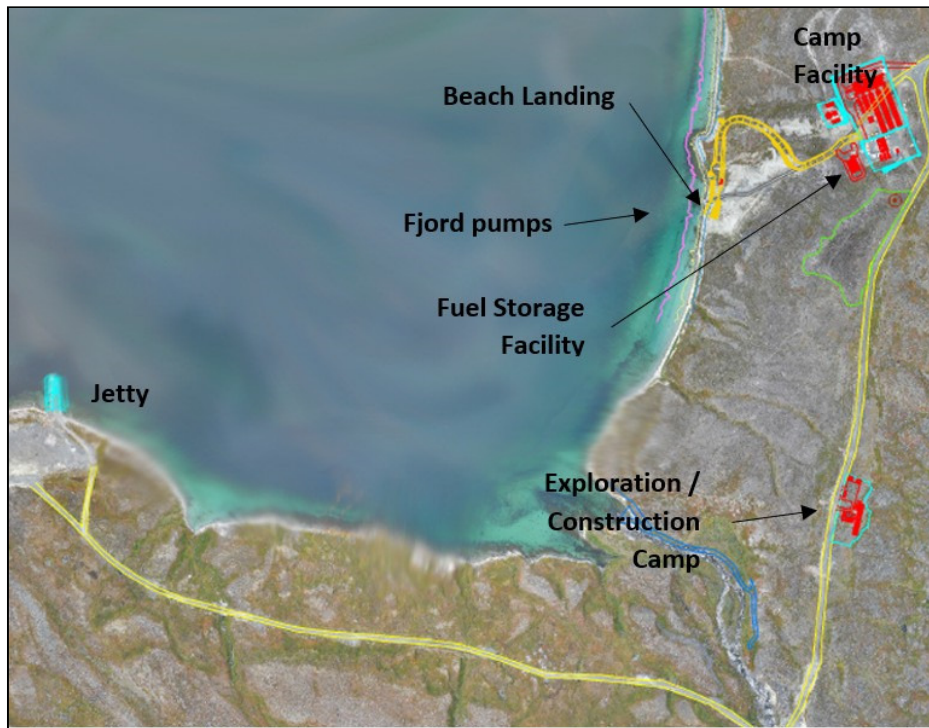 Camp
Facility
Beach Landing
Fjord pumps
Fuel Storage
Facility
Jetty
Exploration /
Construction
Camp